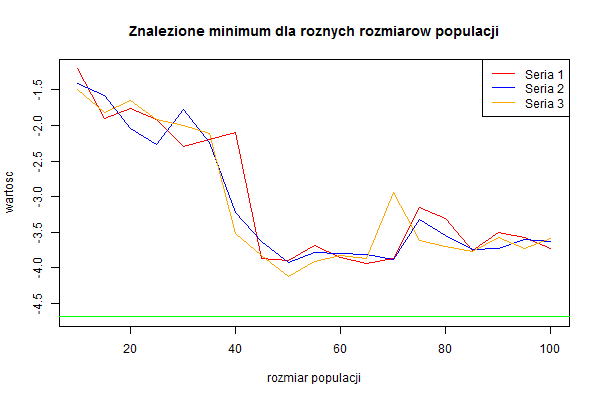 Znalezione minimum dla roznych rozmiarow populacji
Seria 1
Seria 2
Seria 3
-1.5
-2.0
-2.5
-3.0
-3.5
-4.0
-4.5
wartosc
20
40
60
80
100
rozmiar populacji